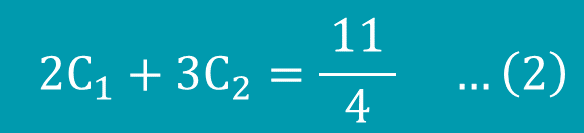 2C₁ + 3C₂ = 11/4 ... (2)